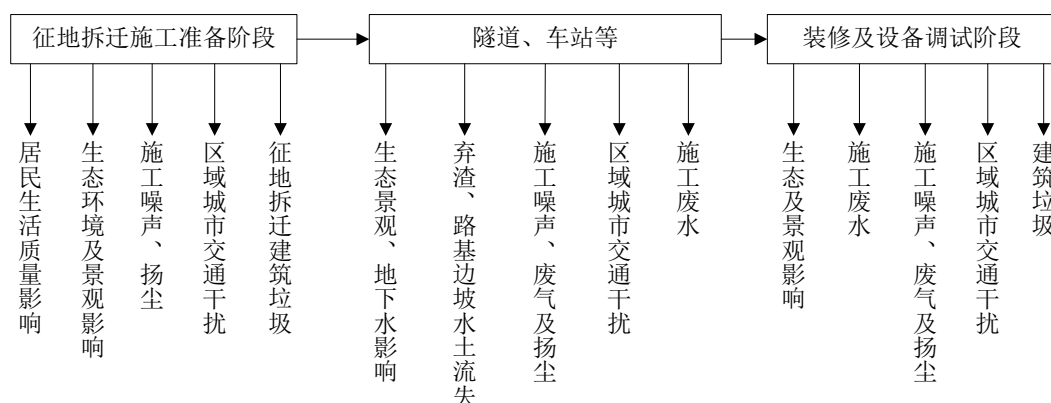 征地拆迁施工准备阶段
隧道、车站等
装修及设备调试阶段
居民生活质量影响
生态环境及景观影响
施工噪声、扬尘
区域城市交通干扰
征地拆迁建筑垃圾
生态景观、地下水影响
弃渣、路基边坡水土流失
施工噪声、废气及扬尘
区域城市交通干扰
施工废水
生态及景观影响
施工废水
施工噪声、废气及扬尘
区域城市交通干扰
建筑垃圾